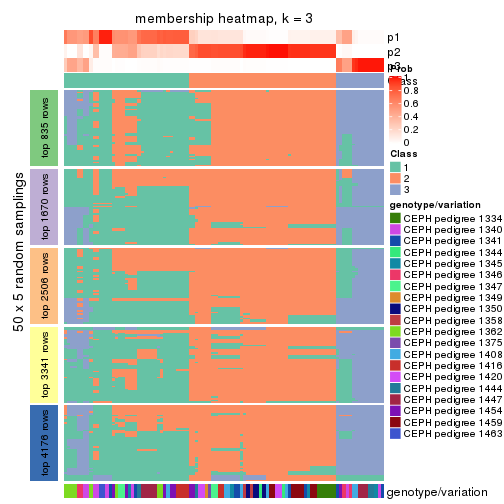 membership heatmap, k = 3
p1
p2
p3
Prob
Class
1
0.8
0.6
0.4
0.2
0
Class
1
2
3
genotype/variation
CEPH pedigree 1334
CEPH pedigree 1340
CEPH pedigree 1341
CEPH pedigree 1344
CEPH pedigree 1345
CEPH pedigree 1346
CEPH pedigree 1347
CEPH pedigree 1349
CEPH pedigree 1350
CEPH pedigree 1358
CEPH pedigree 1362
CEPH pedigree 1375
CEPH pedigree 1408
CEPH pedigree 1416
CEPH pedigree 1420
CEPH pedigree 1444
CEPH pedigree 1447
CEPH pedigree 1454
CEPH pedigree 1459
CEPH pedigree 1463
50 x 5 random samplings
top 835 rows
top 1670 rows
top 2506 rows
top 3341 rows
top 4176 rows
genotype/variation